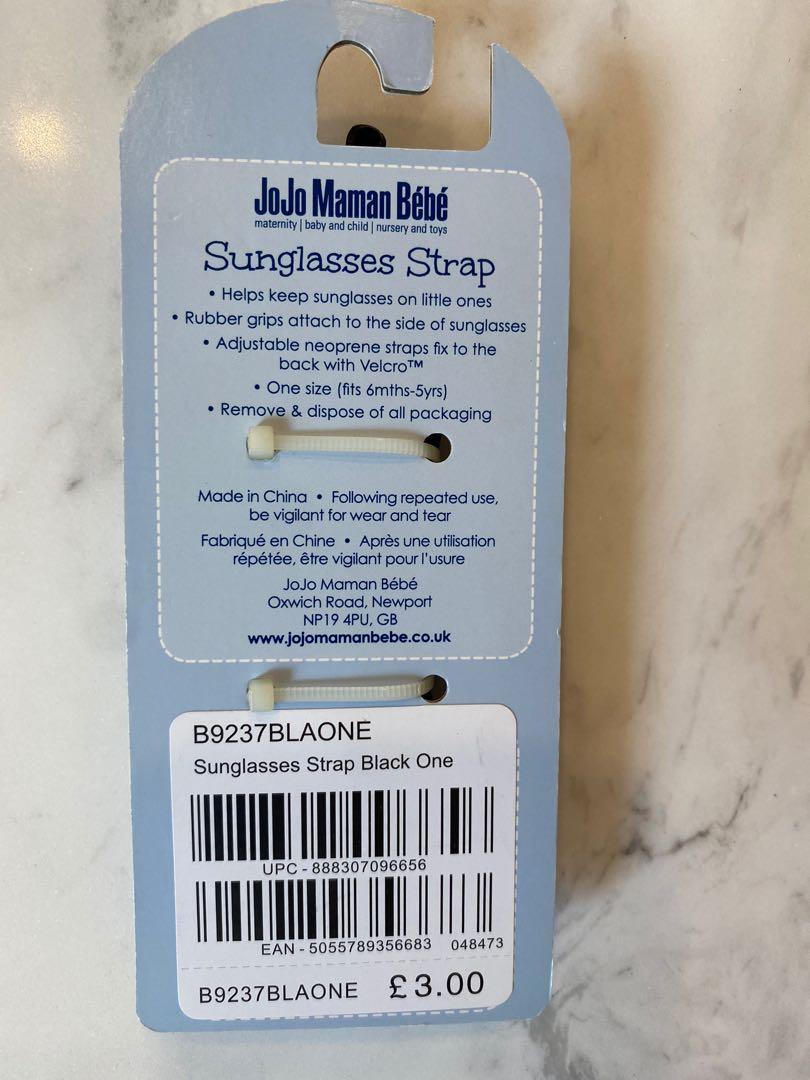 JoJo Maman Bébé
maternity | baby and child | nursery and toys
Sunglasses Strap
• Helps keep sunglasses on little ones
• Rubber grips attach to the side of sunglasses
• Adjustable neoprene straps fix to the
back with Velcro™
• One size (fits 6mths-5yrs)
• Remove & dispose of all packaging
Made in China • Following repeated use,
be vigilant for wear and tear
Fabriqué en Chine • Après une utilisation
répétée, être vigilant pour l'usure
JoJo Maman Bébé
Oxwich Road, Newport
NP19 4PU, GB
www.jojomamanbebe.co.uk
B9237BLAONE
Sunglasses Strap Black One
UPC - 888307096656
EAN - 5055789356683 048473
B9237BLAONE £3.00